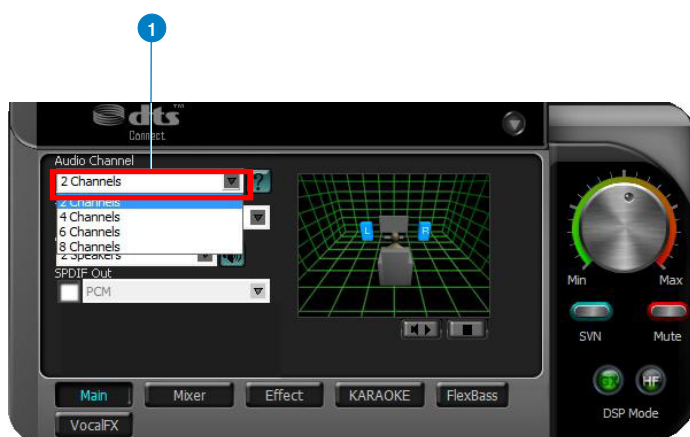 1
dts
Connect
Audio Channel
2 Channels
?
2 Channels
4 Channels
6 Channels
8 Channels
2 Speakers
SPDIF Out
PCM
L
R
Min
Max
SVN
Mute
HF
DSP Mode
Main
Mixer
Effect
KARAOKE
FlexBass
VocalFX